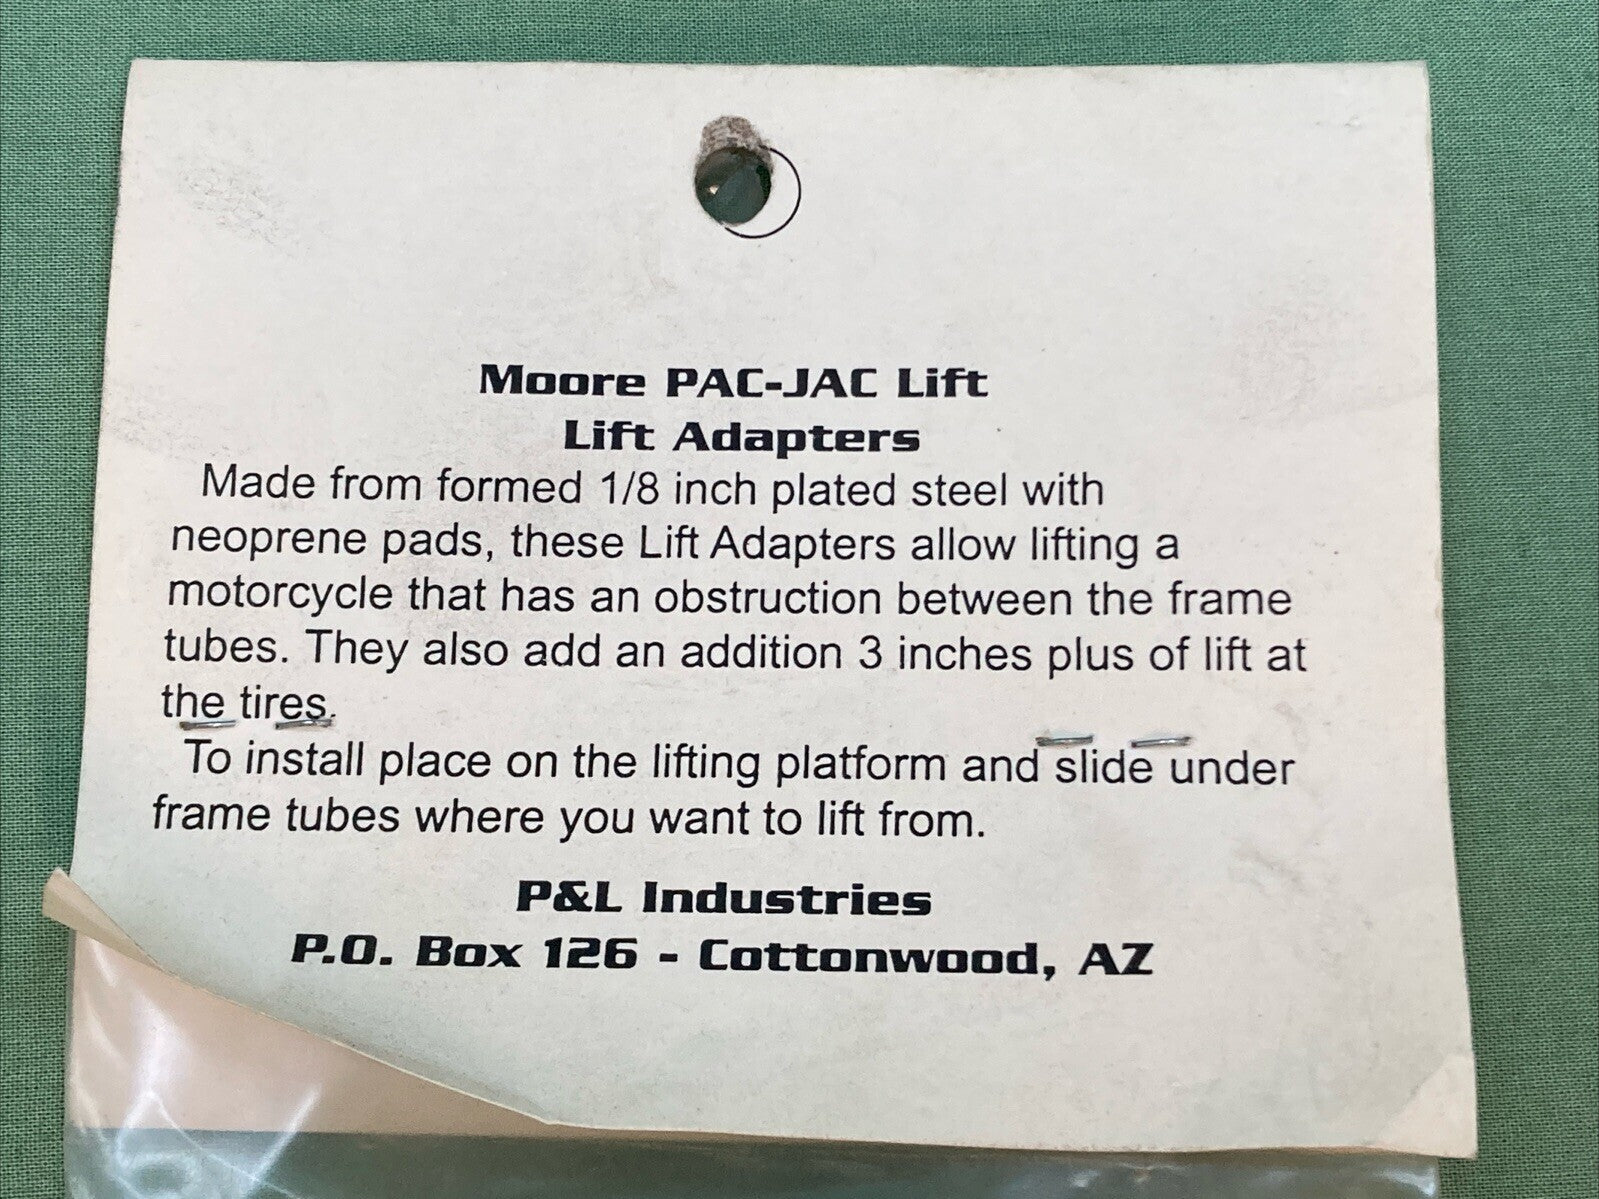 Moore PAC-JAC Lift
Lift Adapters
Made from formed 1/8 inch plated steel with
neoprene pads, these Lift Adapters allow lifting a
motorcycle that has an obstruction between the frame
tubes. They also add an addition 3 inches plus of lift at
the tires.
To install place on the lifting platform and slide under
frame tubes where you want to lift from.
P&L Industries
P.O. Box 126 - Cottonwood, AZ